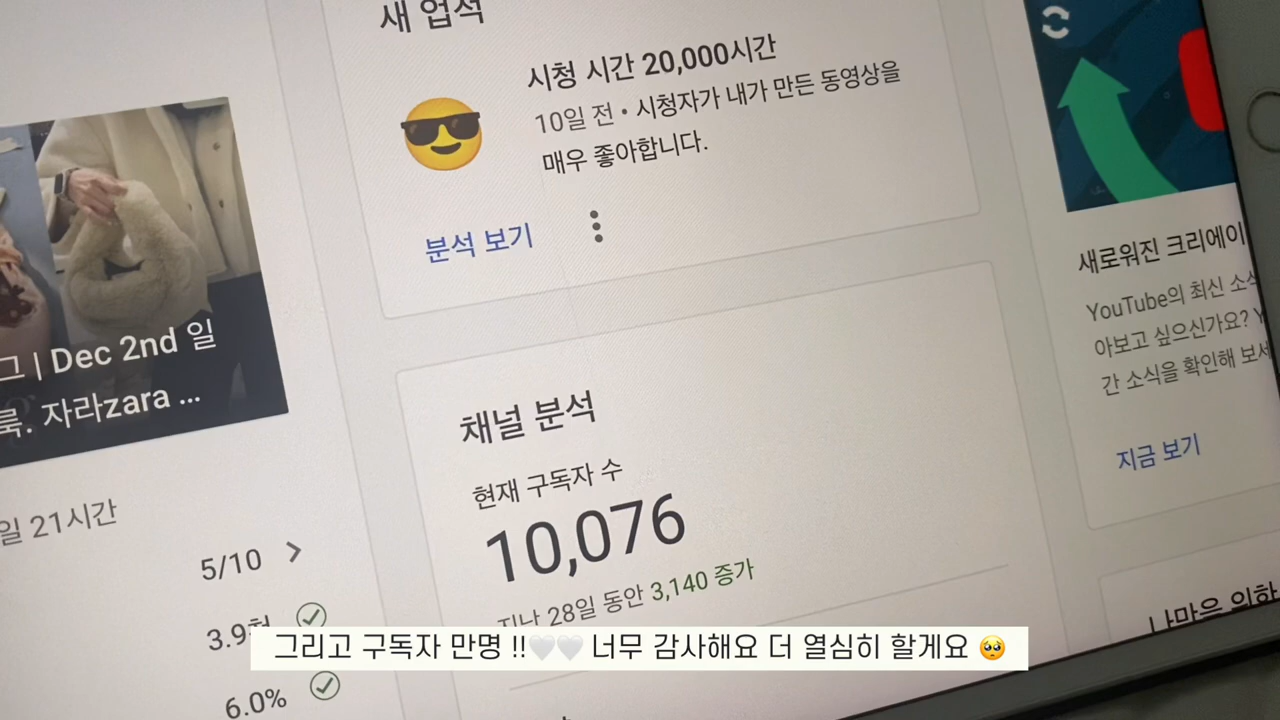 새 업적
시청 시간 20,000시간
10일 전 • 시청자가 내가 만든 동영상을
매우 좋아합니다.
분석 보기
그 | Dec 2nd 일
룩. 자라zara ...
일 21시간
5/10
3.9천
6.0%
채널 분석
현재 구독자 수
10,076
지난 28일 동안 3,140 증가
새로워진 크리에이
YouTube의 최신 소식
아보고 싶으신가요? Y
간 소식을 확인해 보세
지금 보기
나만을 위한
그리고 구독자 만명 !!🤍🤍 너무 감사해요 더 열심히 할게요 🥺